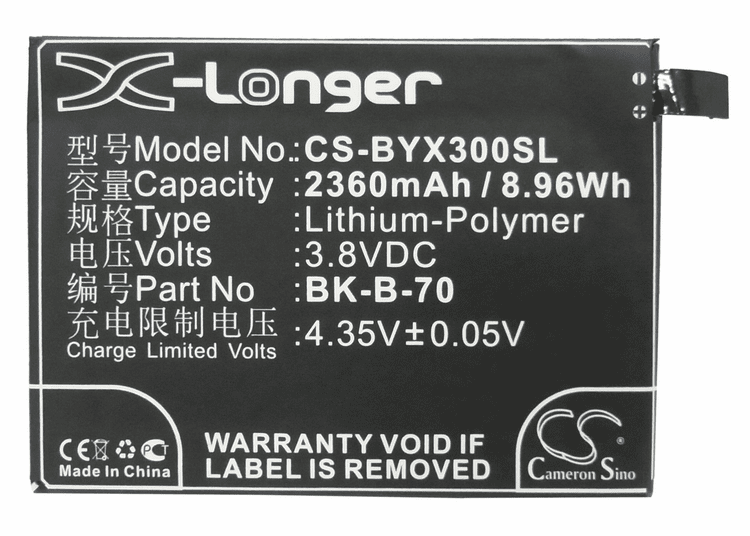 X-Longer
型号Model No.:CS-BYX300SL
容量Capacity :2360mAh / 8.96Wh
规格Type :Lithium-Polymer
电压Volts :3.8VDC
编号Part No :BK-B-70
充电限制电压 :4.35V±0.05V
Charge Limited Volts
CE PCT
Made In China
WARRANTY VOID IF
LABEL IS REMOVED
CS ®
Cameron Sino